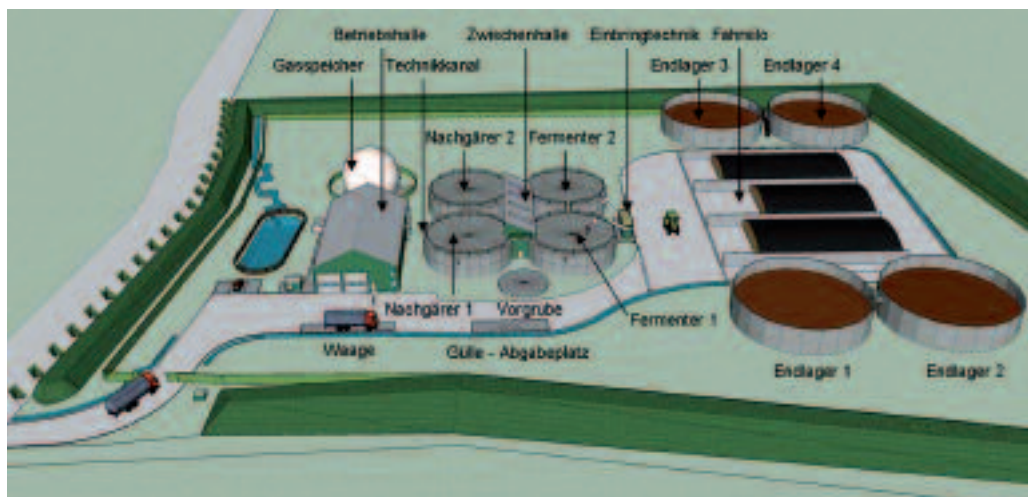 Betriebshalle
Zwischenhalle
Einbringtechnik
Fahrsilo
Gasspeicher
Technikkanal
Endlager 3
Endlager 4
Nachgärer 2
Fermenter 2
Nachgärer 1
Vorgrube
Fermenter 1
Waage
Gülle - Abgabeplatz
Endlager 1
Endlager 2